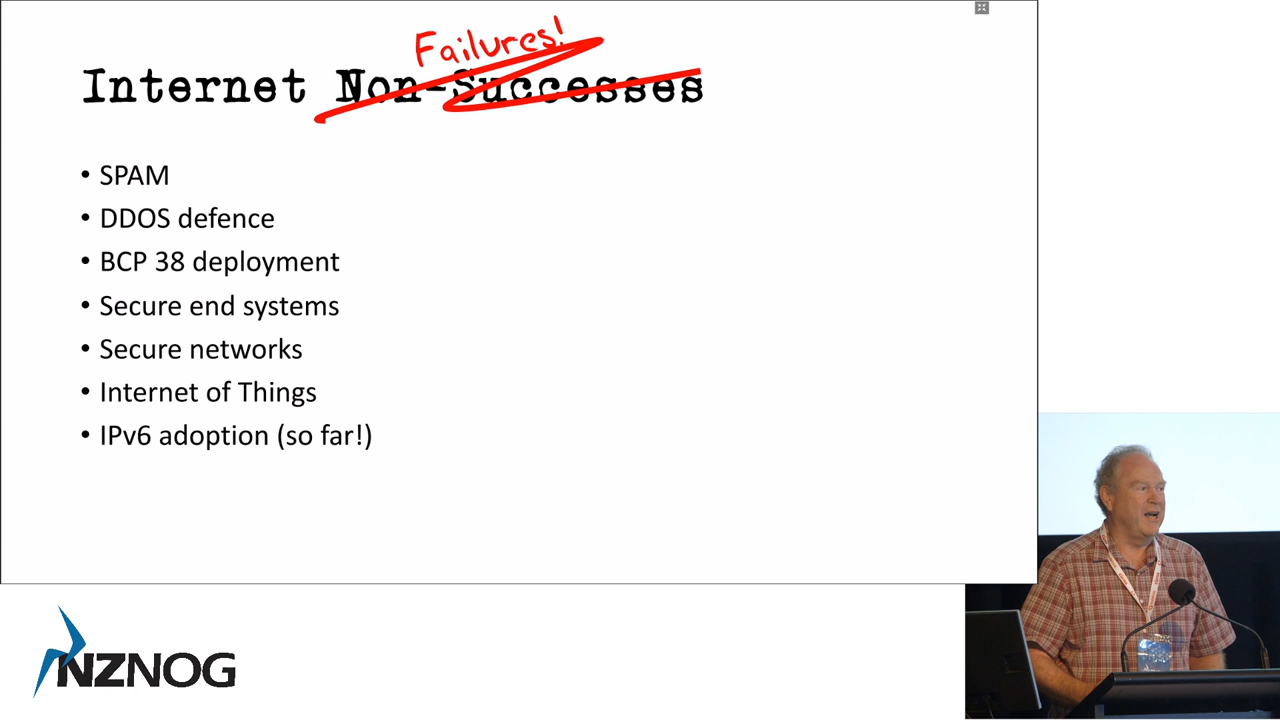 Failures!
Internet Non-Successes
• SPAM
• DDOS defence
• BCP 38 deployment
• Secure end systems
• Secure networks
• Internet of Things
• IPv6 adoption (so far!)
NZNOG